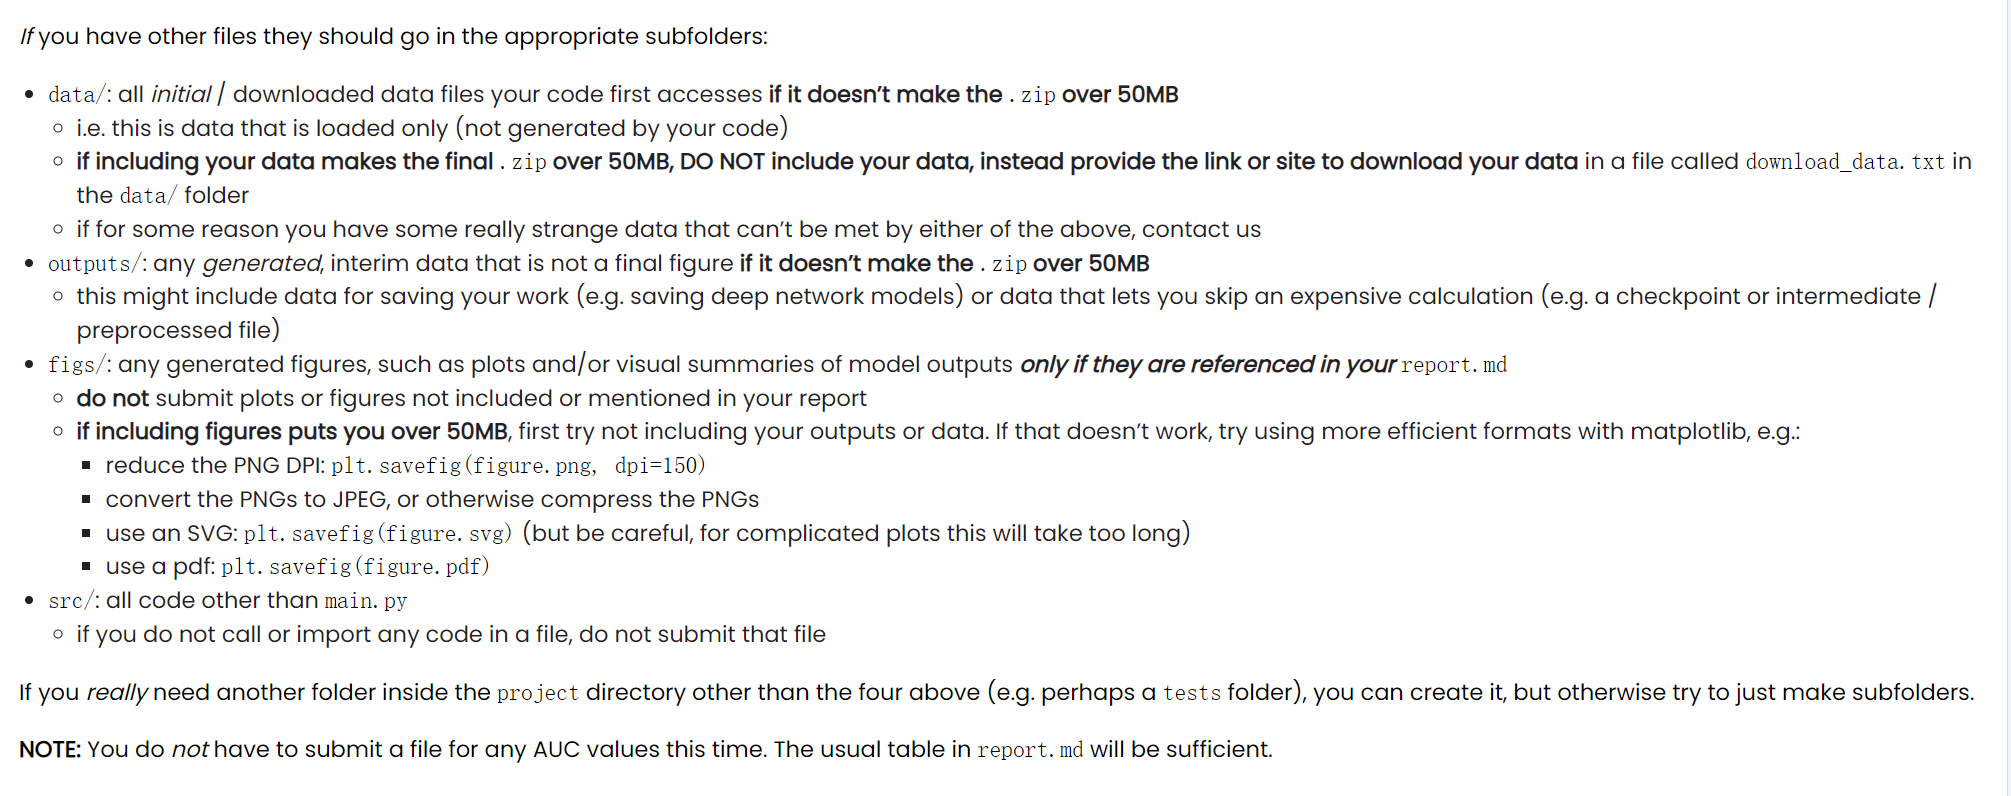 If you have other files they should go in the appropriate subfolders:
• data/: all initial / downloaded data files your code first accesses if it doesn't make the .zip over 50MB
◦ i.e. this is data that is loaded only (not generated by your code)
◦ if including your data makes the final .zip over 50MB, DO NOT include your data, instead provide the link or site to download your data in a file called download_data.txt in
the data/ folder
◦ if for some reason you have some really strange data that can't be met by either of the above, contact us
• outputs/: any generated, interim data that is not a final figure if it doesn't make the .zip over 50MB
◦ this might include data for saving your work (e.g. saving deep network models) or data that lets you skip an expensive calculation (e.g. a checkpoint or intermediate /
preprocessed file)
• figs/: any generated figures, such as plots and/or visual summaries of model outputs only if they are referenced in your report.md
◦ do not submit plots or figures not included or mentioned in your report
◦ if including figures puts you over 50MB, first try not including your outputs or data. If that doesn't work, try using more efficient formats with matplotlib, e.g.:
▪ reduce the PNG DPI: plt.savefig(figure.png, dpi=150)
▪ convert the PNGs to JPEG, or otherwise compress the PNGs
▪ use an SVG: plt.savefig(figure.svg) (but be careful, for complicated plots this will take too long)
▪ use a pdf: plt.savefig(figure.pdf)
• src/: all code other than main.py
◦ if you do not call or import any code in a file, do not submit that file
If you really need another folder inside the project directory other than the four above (e.g. perhaps a tests folder), you can create it, but otherwise try to just make subfolders.
NOTE: You do not have to submit a file for any AUC values this time. The usual table in report.md will be sufficient.